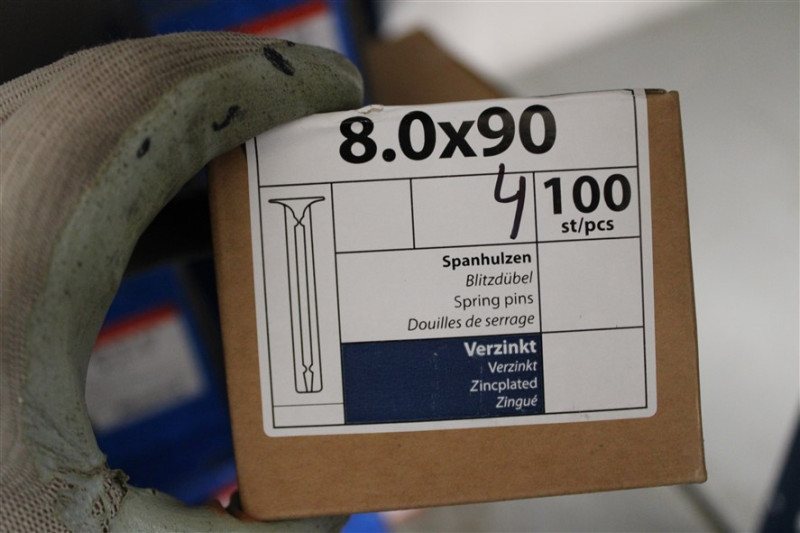 8.0x90
4
100
st/pcs
Spanhulzen
Blitzdübel
Spring pins
Douilles de serrage
Verzinkt
Verzinkt
Zincplated
Zingué